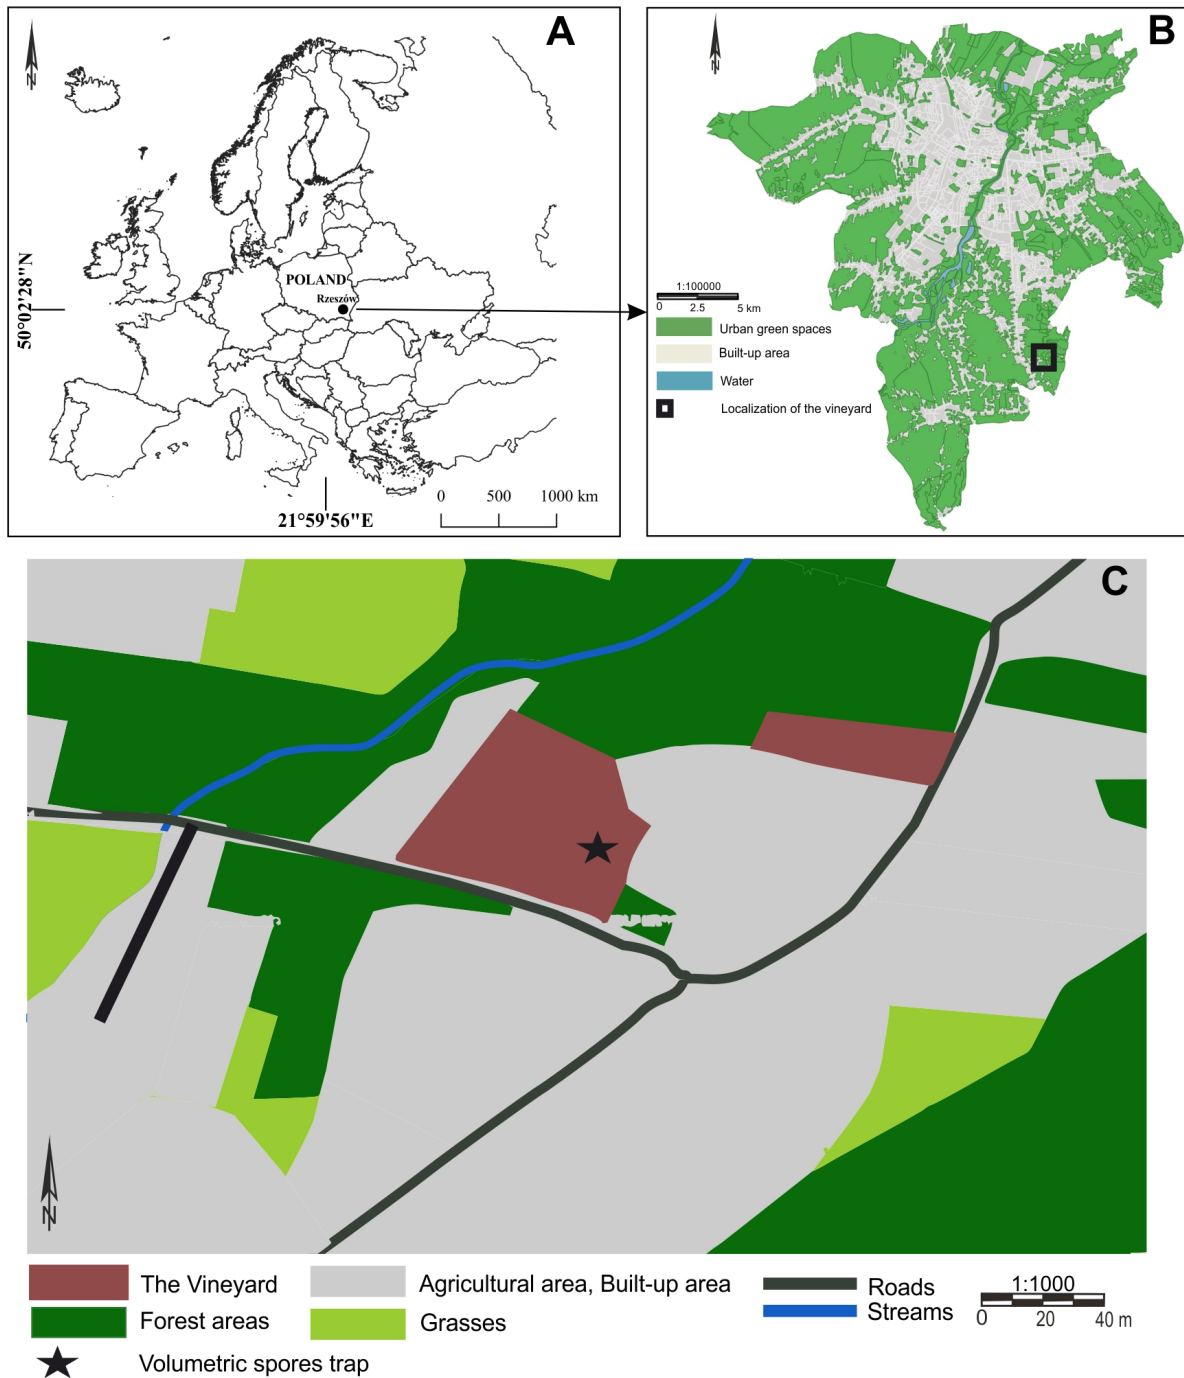 A
N
POLAND
Rzeszów
50°02'28"N
21°59'56"E
0 500 1000 km
B
N
1:100000
0 2.5 5 km
Urban green spaces
Built-up area
Water
Localization of the vineyard
C
N
The Vineyard
Agricultural area, Built-up area
Roads
1:1000
Forest areas
Grasses
Streams
0 20 40 m
Volumetric spores trap